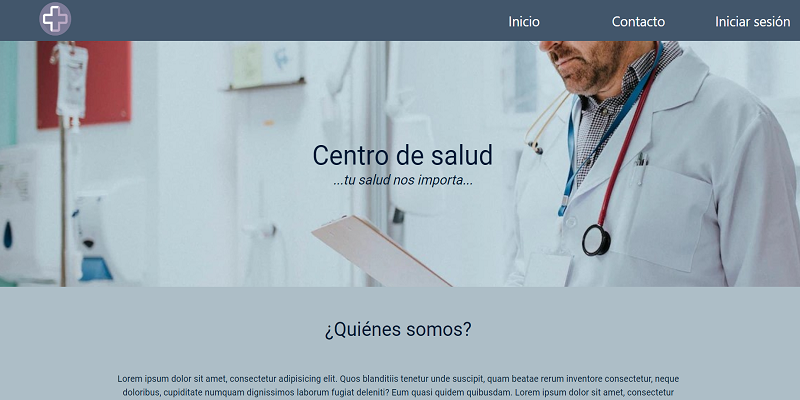 Inicio Contacto Iniciar sesión
Centro de salud
...tu salud nos importa...
¿Quiénes somos?
Lorem ipsum dolor sit amet, consectetur adipisicing elit. Quos blanditiis tenetur unde suscipit, quam beatae rerum inventore consectetur, neque
doloribus, cupiditate numquam dignissimos laborum fugiat deleniti? Eum quasi quidem quibusdam. Lorem ipsum dolor sit amet, consectetur